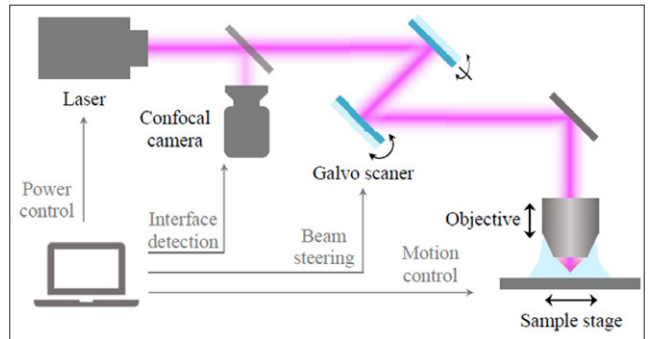 Laser
Confocal
camera
Galvo scaner
Power
control
Interface
detection
Beam
steering
Motion
control
Objective
Sample stage